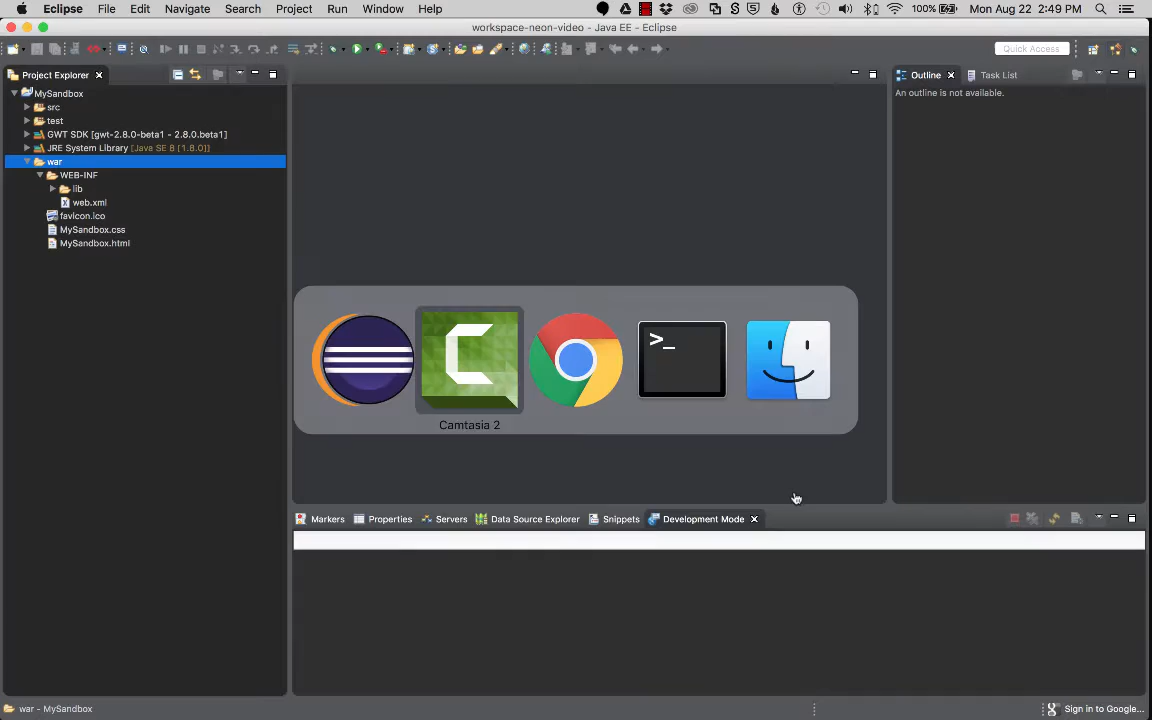 Eclipse File Edit Navigate Search Project Run Window Help 100% Mon Aug 22 2:49 PM
workspace-neon-video - Java EE - Eclipse
Quick Access
Project Explorer
Outline Task List
MySandbox
An outline is not available.
src
test
GWT SDK [gwt-2.8.0-beta1 - 2.8.0.beta1]
JRE System Library [Java SE 8 [1.8.0]]
war
WEB-INF
lib
web.xml
favicon.ico
MySandbox.css
MySandbox.html
>_
Camtasia 2
Markers Properties Servers Data Source Explorer Snippets Development Mode
war - MySandbox
Sign in to Google...